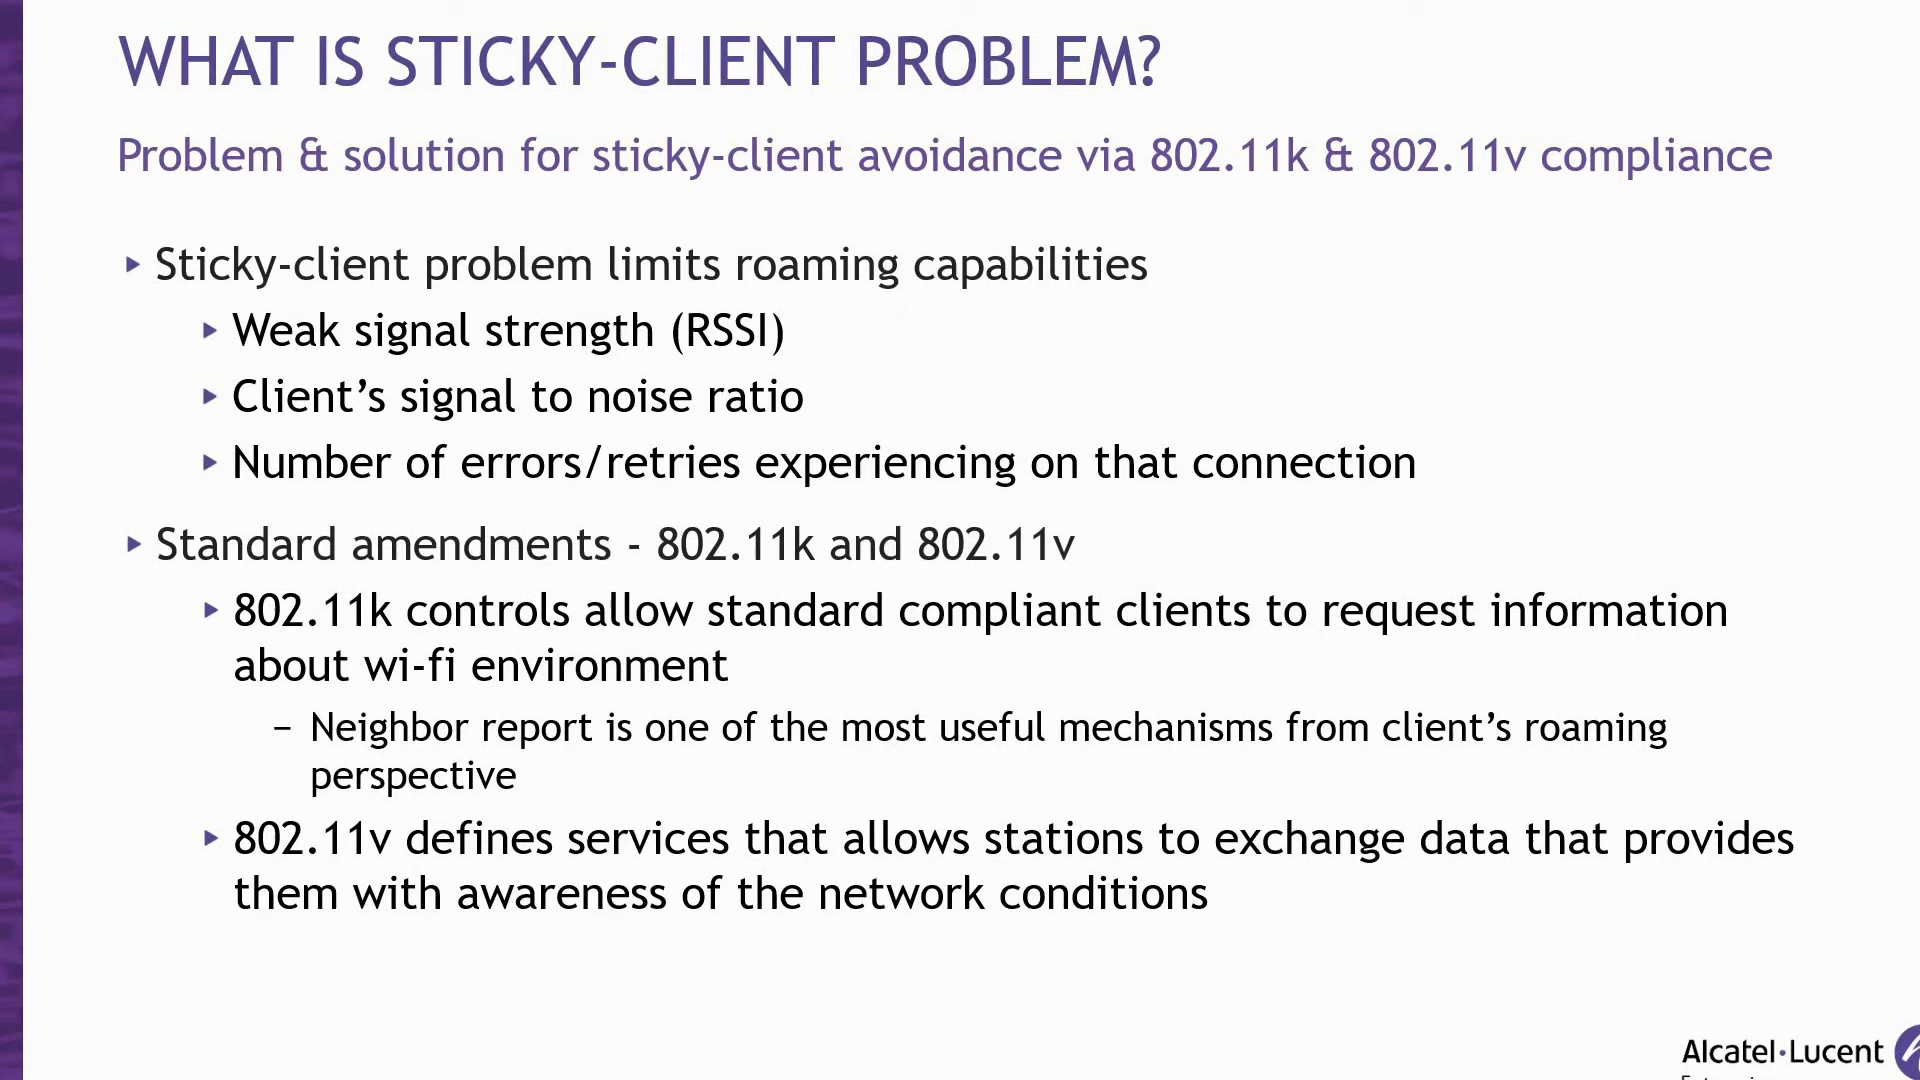 WHAT IS STICKY-CLIENT PROBLEM?
Problem & solution for sticky-client avoidance via 802.11k & 802.11v compliance
Sticky-client problem limits roaming capabilities
Weak signal strength (RSSI)
Client’s signal to noise ratio
Number of errors/retries experiencing on that connection
Standard amendments - 802.11k and 802.11v
802.11k controls allow standard compliant clients to request information
about wi-fi environment
– Neighbor report is one of the most useful mechanisms from client’s roaming
perspective
802.11v defines services that allows stations to exchange data that provides
them with awareness of the network conditions
Alcatel·Lucent